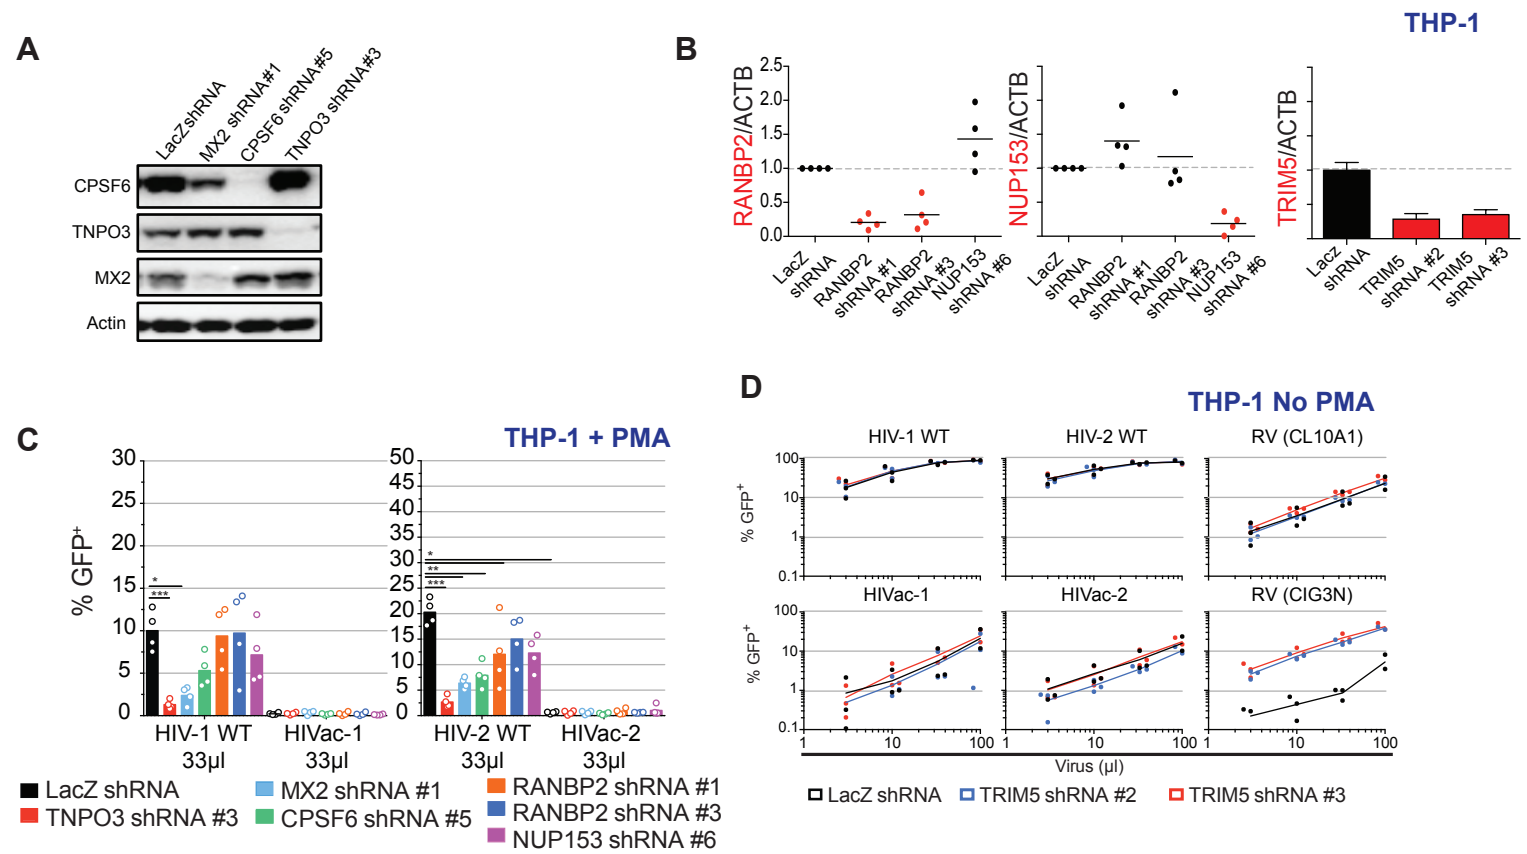 THP-1
A
LacZ shRNA
MX2 shRNA#1
CPSF6 shRNA#5
TNPO3 shRNA#3
CPSF6
TNPO3
MX2
Actin
B
RANBP2/ACTB
2.5
2.0
1.5
1.0
0.5
0.0
LacZ
shRNA
RANBP2
shRNA #1
RANBP2
shRNA #3
NUP153
shRNA #6
NUP153/ACTB
LacZ
shRNA
RANBP2
shRNA #1
RANBP2
shRNA #3
NUP153
shRNA #6
TRIM5/ACTB
Lacz
shRNA
TRIM5
shRNA #2
TRIM5
shRNA #3
C
THP-1 + PMA
% GFP+
30
25
20
15
10
5
0
*
***
HIV-1 WT
33µl
HIVac-1
33µl
50
45
40
35
30
25
20
15
10
5
0
*
**
***
HIV-2 WT
33µl
HIVac-2
33µl
LacZ shRNA
TNPO3 shRNA #3
MX2 shRNA #1
CPSF6 shRNA #5
RANBP2 shRNA #1
RANBP2 shRNA #3
NUP153 shRNA #6
D
THP-1 No PMA
HIV-1 WT
HIV-2 WT
RV (CL10A1)
% GFP+
100
10
1
0.1
HIVac-1
HIVac-2
RV (CIG3N)
% GFP+
100
10
1
0.1
1 10 100
1 10 100
1 10 100
Virus (µl)
LacZ shRNA
TRIM5 shRNA #2
TRIM5 shRNA #3